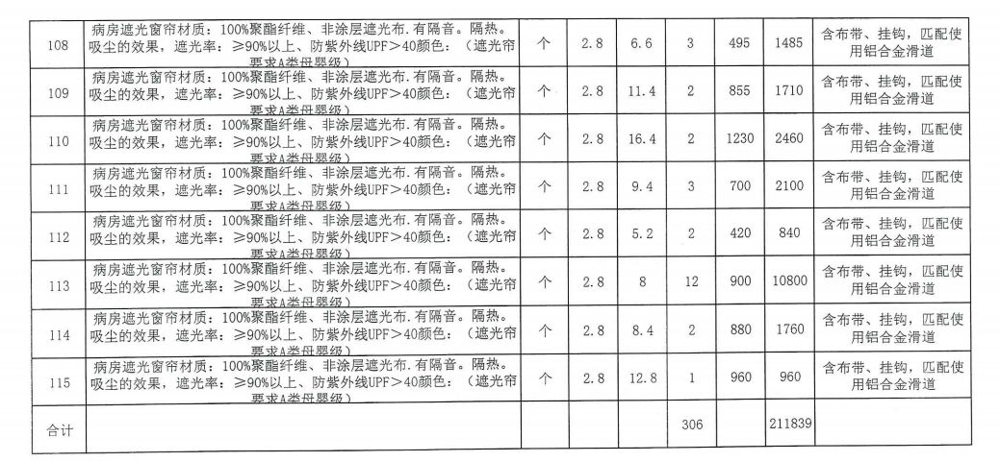 108 病房遮光窗帘材质：100%聚酯纤维、非涂层遮光布.有隔音。隔热。 个 2.8 6.6 3 495 1485 含布带、挂钩，匹配使
吸尘的效果，遮光率：≥90%以上、防紫外线UPF＞40颜色：（遮光帘 用铝合金滑道
要求A类母婴级）
109 病房遮光窗帘材质：100%聚酯纤维、非涂层遮光布.有隔音。隔热。 个 2.8 11.4 2 855 1710 含布带、挂钩，匹配使
吸尘的效果，遮光率：≥90%以上、防紫外线UPF＞40颜色：（遮光帘 用铝合金滑道
要求A类母婴级）
110 病房遮光窗帘材质：100%聚酯纤维、非涂层遮光布.有隔音。隔热。 个 2.8 16.4 2 1230 2460 含布带、挂钩，匹配使
吸尘的效果，遮光率：≥90%以上、防紫外线UPF＞40颜色：（遮光帘 用铝合金滑道
要求A类母婴级）
111 病房遮光窗帘材质：100%聚酯纤维、非涂层遮光布.有隔音。隔热。 个 2.8 9.4 3 700 2100 含布带、挂钩，匹配使
吸尘的效果，遮光率：≥90%以上、防紫外线UPF＞40颜色：（遮光帘 用铝合金滑道
要求A类母婴级）
112 病房遮光窗帘材质：100%聚酯纤维、非涂层遮光布.有隔音。隔热。 个 2.8 5.2 2 420 840 含布带、挂钩，匹配使
吸尘的效果，遮光率：≥90%以上、防紫外线UPF＞40颜色：（遮光帘 用铝合金滑道
要求A类母婴级）
113 病房遮光窗帘材质：100%聚酯纤维、非涂层遮光布.有隔音。隔热。 个 2.8 8 12 900 10800 含布带、挂钩，匹配使
吸尘的效果，遮光率：≥90%以上、防紫外线UPF＞40颜色：（遮光帘 用铝合金滑道
要求A类母婴级）
114 病房遮光窗帘材质：100%聚酯纤维、非涂层遮光布.有隔音。隔热。 个 2.8 8.4 2 880 1760 含布带、挂钩，匹配使
吸尘的效果，遮光率：≥90%以上、防紫外线UPF＞40颜色：（遮光帘 用铝合金滑道
要求A类母婴级）
115 病房遮光窗帘材质：100%聚酯纤维、非涂层遮光布.有隔音。隔热。 个 2.8 12.8 1 960 960 含布带、挂钩，匹配使
吸尘的效果，遮光率：≥90%以上、防紫外线UPF＞40颜色：（遮光帘 用铝合金滑道
要求A类母婴级）
合计 306 211839